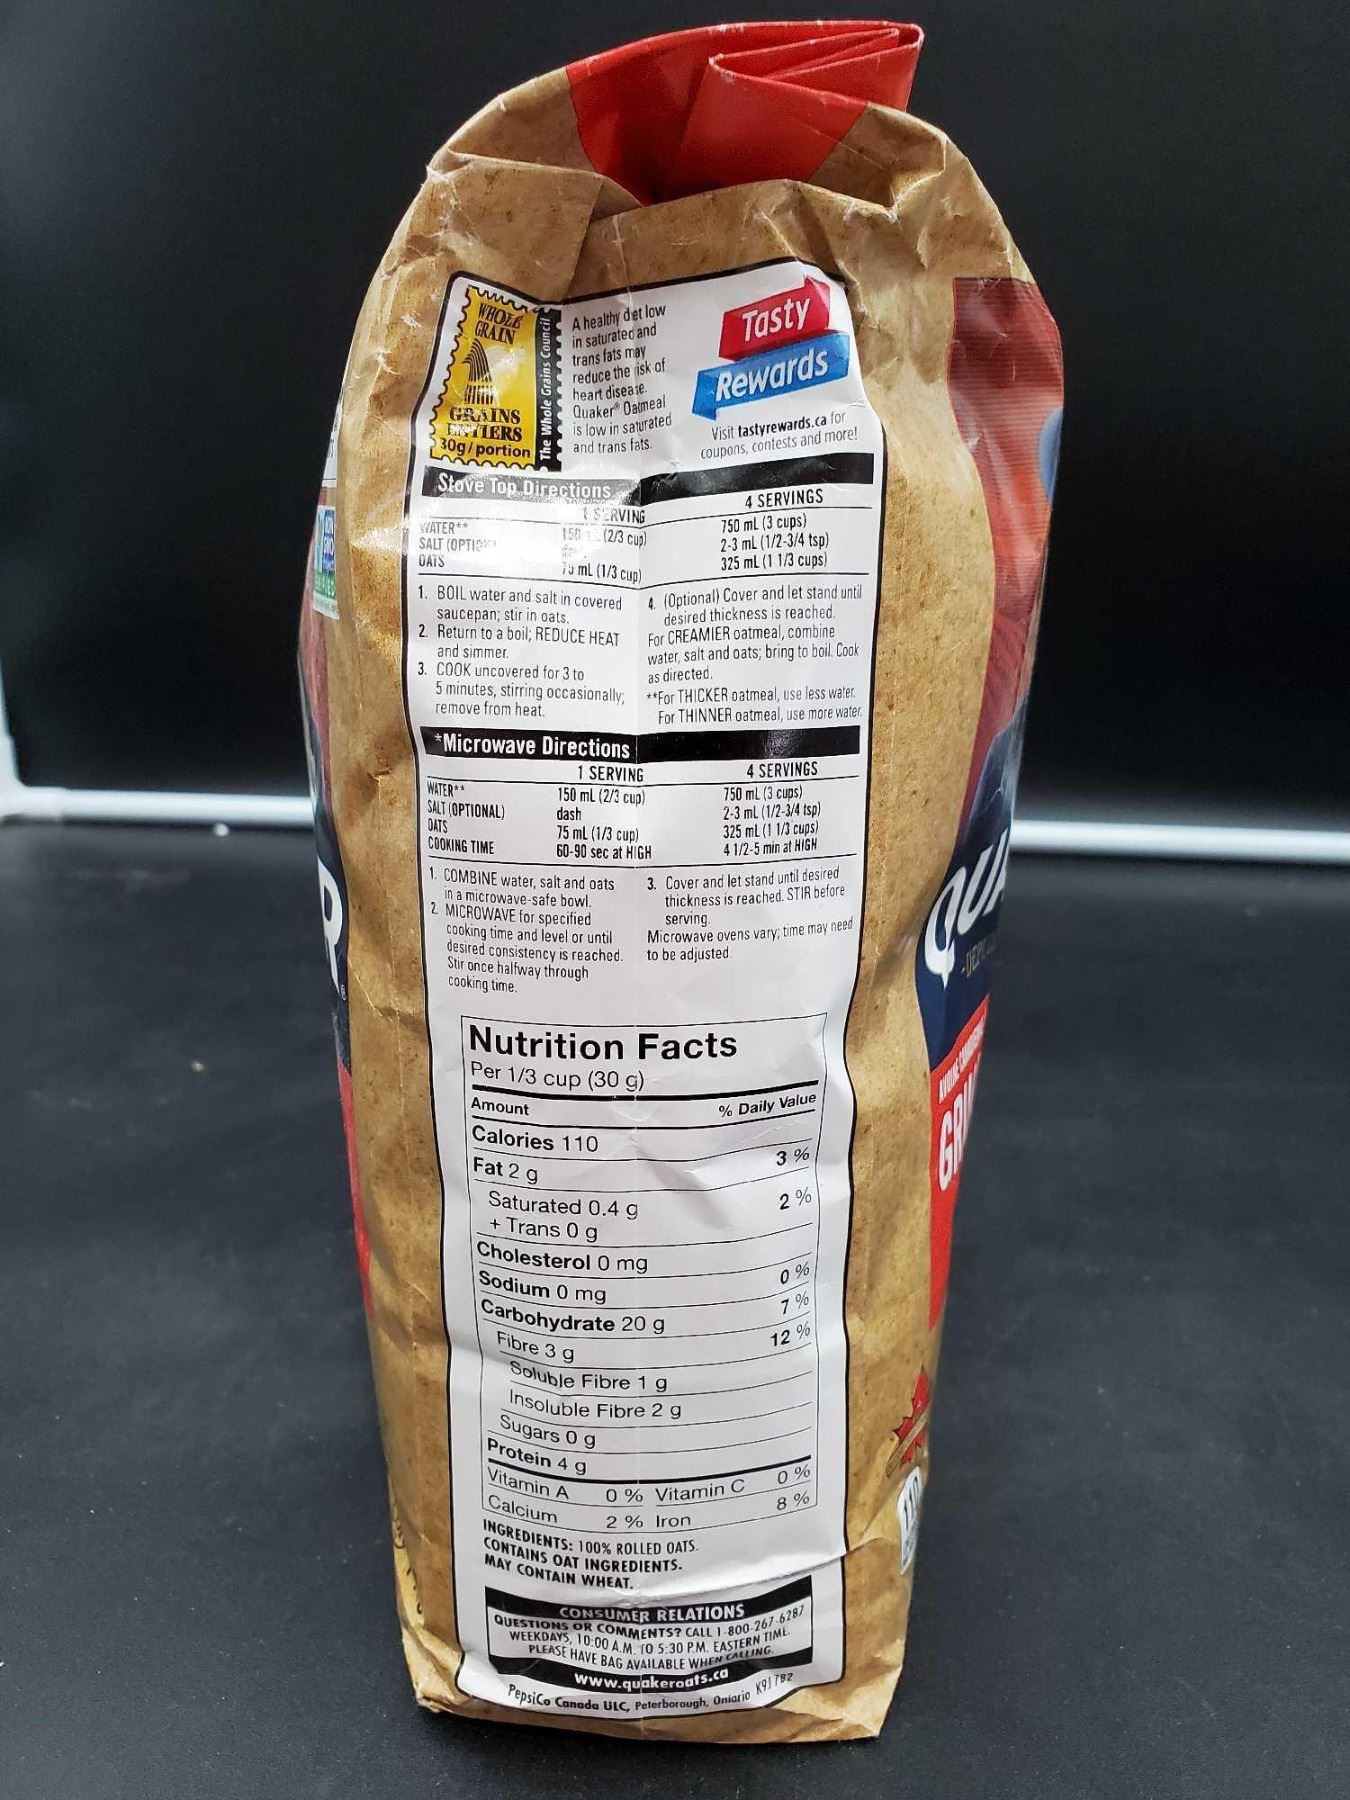 WHOLE
GRAIN
GRAINS
ENTIERS
30g/portion
The Whole Grains Council
A healthy diet low
in saturated and
trans fats may
reduce the risk of
heart disease.
Quaker® Oatmeal
is low in saturated
and trans fats.
Tasty
Rewards
Visit tastyrewards.ca for
coupons, contests and more!
Stove Top Directions
1 SERVING 4 SERVINGS
WATER** 150 (2/3 cup) 750 mL (3 cups)
SALT 2-3 mL (1/2-3/4 tsp)
OATS 75 mL (1/3 cup) 325 mL (1 1/3 cups)
1. BOIL water and salt in covered
saucepan; stir in oats.
2. Return to a boil; REDUCE HEAT
and simmer.
3. COOK uncovered for 3 to
5 minutes, stirring occasionally;
remove from heat.
4. (Optional) Cover and let stand until
desired thickness is reached.
For CREAMIER oatmeal, combine
water, salt and oats; bring to boil. Cook
as directed.
**For THICKER oatmeal, use less water.
For THINNER oatmeal, use more water.
*Microwave Directions
1 SERVING 4 SERVINGS
WATER** 150 mL (2/3 cup) 750 mL (3 cups)
SALT (OPTIONAL) dash 2-3 mL (1/2-3/4 tsp)
OATS 75 mL (1/3 cup) 325 mL (1 1/3 cups)
COOKING TIME 60-90 sec at HIGH 4 1/2-5 min at HIGH
1. COMBINE water, salt and oats
in a microwave-safe bowl.
2. MICROWAVE for specified
cooking time and level or until
desired consistency is reached.
Stir once halfway through
cooking time.
3. Cover and let stand until desired
thickness is reached. STIR before
serving.
Microwave ovens vary; time may need
to be adjusted.
Nutrition Facts
Per 1/3 cup (30 g)
Amount % Daily Value
Calories 110
Fat 2 g 3 %
Saturated 0.4 g 2 %
+ Trans 0 g
Cholesterol 0 mg
Sodium 0 mg 0 %
Carbohydrate 20 g 7 %
Fibre 3 g 12 %
Soluble Fibre 1 g
Insoluble Fibre 2 g
Sugars 0 g
Protein 4 g
Vitamin A 0 % Vitamin C 0 %
Calcium 2 % Iron 8 %
INGREDIENTS: 100% ROLLED OATS.
CONTAINS OAT INGREDIENTS.
MAY CONTAIN WHEAT.
CONSUMER RELATIONS
QUESTIONS OR COMMENTS? CALL 1-800-267-6287
WEEKDAYS, 10:00 A.M. TO 5:30 P.M. EASTERN TIME.
PLEASE HAVE BAG AVAILABLE WHEN CALLING.
www.quakeroats.ca
PepsiCo Canada ULC, Peterborough, Ontario K9J 7B2
QUA
GR
R